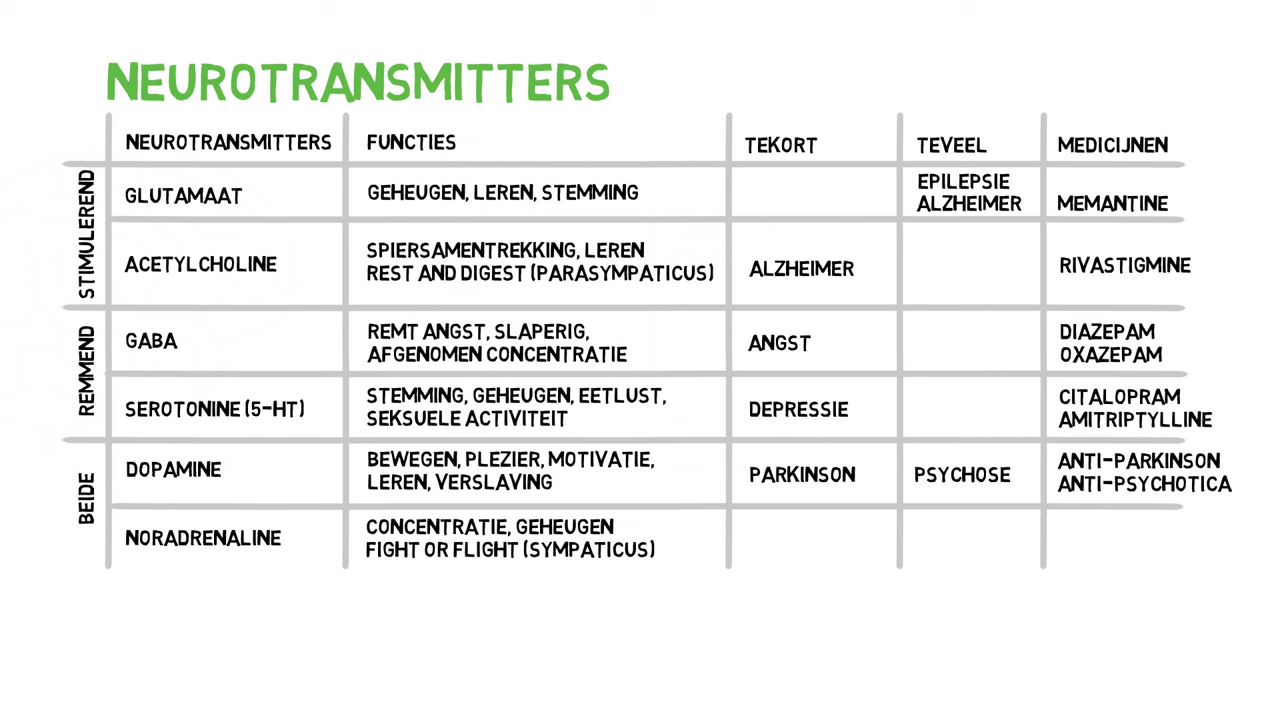 NEUROTRANSMITTERS
NEUROTRANSMITTERS FUNCTIES TEKORT TEVEEL MEDICIJNEN
STIMULEREND
GLUTAMAAT
GEHEUGEN, LEREN, STEMMING
EPILEPSIE
ALZHEIMER
MEMANTINE
ACETYLCHOLINE
SPIERSAMENTREKKING, LEREN
REST AND DIGEST (PARASYMPATICUS)
ALZHEIMER
RIVASTIGMINE
REMMEND
GABA
REMT ANGST, SLAPERIG,
AFGENOMEN CONCENTRATIE
ANGST
DIAZEPAM
OXAZEPAM
SEROTONINE (5-HT)
STEMMING, GEHEUGEN, EETLUST,
SEKSUELE ACTIVITEIT
DEPRESSIE
CITALOPRAM
AMITRIPTYLLINE
BEIDE
DOPAMINE
BEWEGEN, PLEZIER, MOTIVATIE,
LEREN, VERSLAVING
PARKINSON
PSYCHOSE
ANTI-PARKINSON
ANTI-PSYCHOTICA
NORADRENALINE
CONCENTRATIE, GEHEUGEN
FIGHT OR FLIGHT (SYMPATICUS)